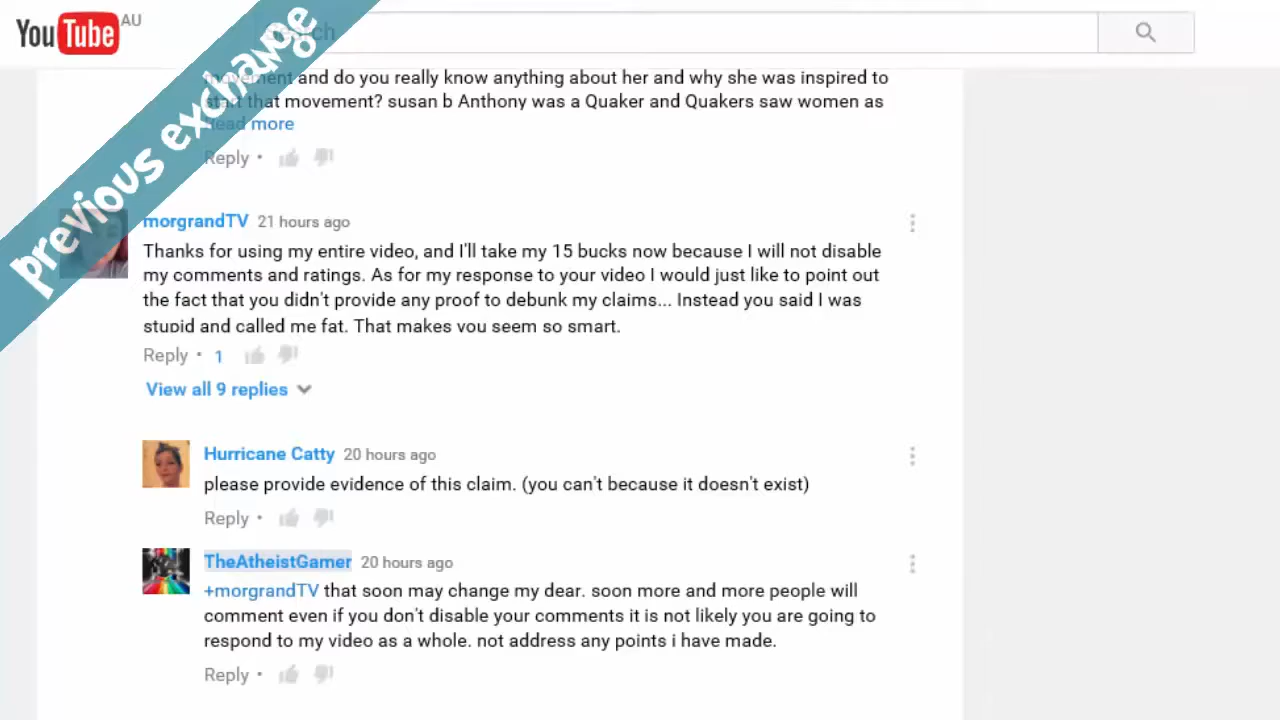 YouTube AU
Search
previous exchange
movement and do you really know anything about her and why she was inspired to
start that movement? susan b Anthony was a Quaker and Quakers saw women as
Read more
Reply •
morgrandTV 21 hours ago
Thanks for using my entire video, and I'll take my 15 bucks now because I will not disable
my comments and ratings. As for my response to your video I would just like to point out
the fact that you didn't provide any proof to debunk my claims... Instead you said I was
stupid and called me fat. That makes you seem so smart.
Reply • 1
View all 9 replies
Hurricane Catty 20 hours ago
please provide evidence of this claim. (you can't because it doesn't exist)
Reply •
TheAtheistGamer 20 hours ago
+morgrandTV that soon may change my dear. soon more and more people will
comment even if you don't disable your comments it is not likely you are going to
respond to my video as a whole. not address any points i have made.
Reply •